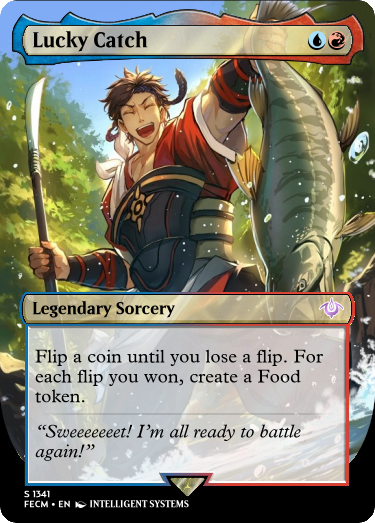 Lucky Catch
Legendary Sorcery
Flip a coin until you lose a flip. For
each flip you won, create a Food
token.
“Sweeeeeeet! I’m all ready to battle
again!”
S 1341
FECM • EN INTELLIGENT SYSTEMS